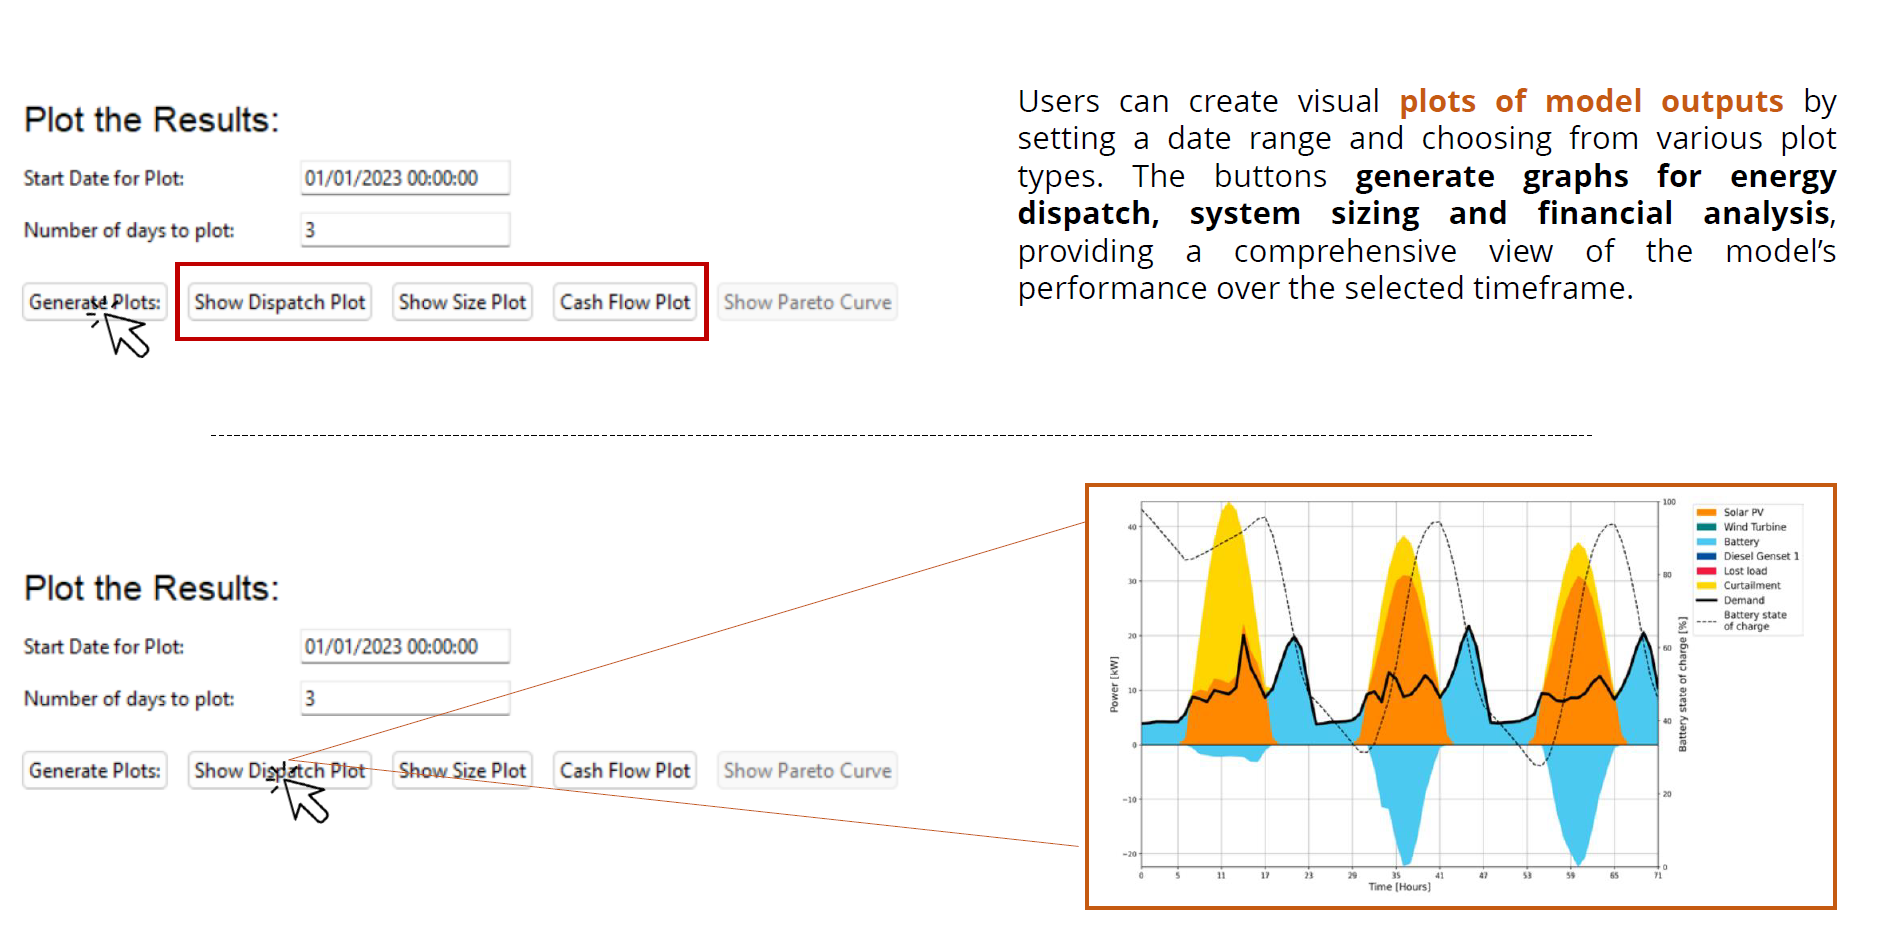 Plot the Results:
Start Date for Plot: 01/01/2023 00:00:00
Number of days to plot: 3
Generate Plots: Show Dispatch Plot Show Size Plot Cash Flow Plot Show Pareto Curve
Users can create visual plots of model outputs by
setting a date range and choosing from various plot
types. The buttons generate graphs for energy
dispatch, system sizing and financial analysis,
providing a comprehensive view of the model's
performance over the selected timeframe.
Plot the Results:
Start Date for Plot: 01/01/2023 00:00:00
Number of days to plot: 3
Generate Plots: Show Dispatch Plot Show Size Plot Cash Flow Plot Show Pareto Curve
Power [kW]
40
30
20
10
0
−10
−20
0 5 11 17 23 29 35 41 47 53 59 65 71
Time [Hours]
100
80
60
40
20
0
Battery state of charge [%]
Solar PV
Wind Turbine
Battery
Diesel Genset 1
Lost load
Curtailment
Demand
Battery state
of charge